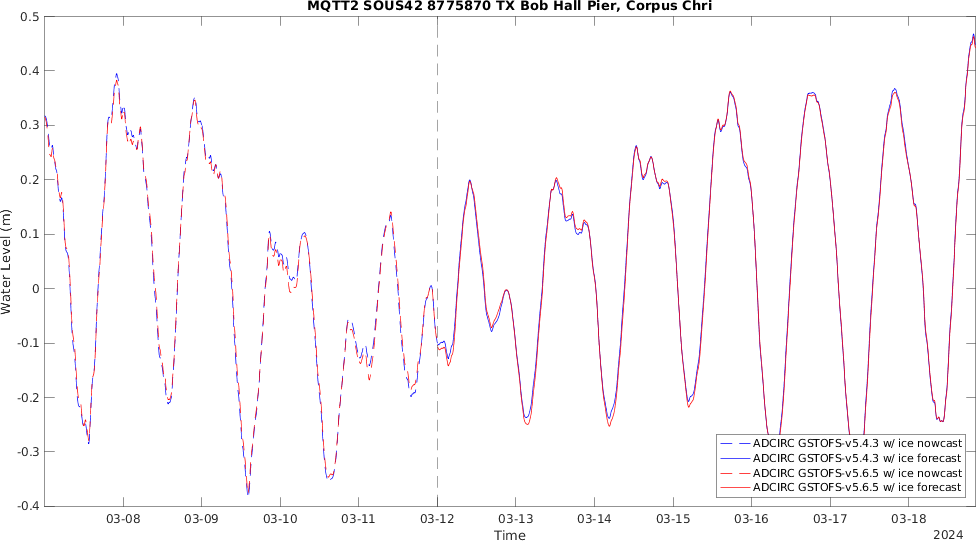 MQTT2 SOUS42 8775870 TX Bob Hall Pier, Corpus Chri
0.5
0.4
0.3
0.2
0.1
0
-0.1
-0.2
-0.3
-0.4
Water Level (m)
ADCIRC GSTOFS-v5.4.3 w/ ice nowcast
ADCIRC GSTOFS-v5.4.3 w/ ice forecast
ADCIRC GSTOFS-v5.6.5 w/ ice nowcast
ADCIRC GSTOFS-v5.6.5 w/ ice forecast
03-08 03-09 03-10 03-11 03-12 03-13 03-14 03-15 03-16 03-17 03-18
Time
2024